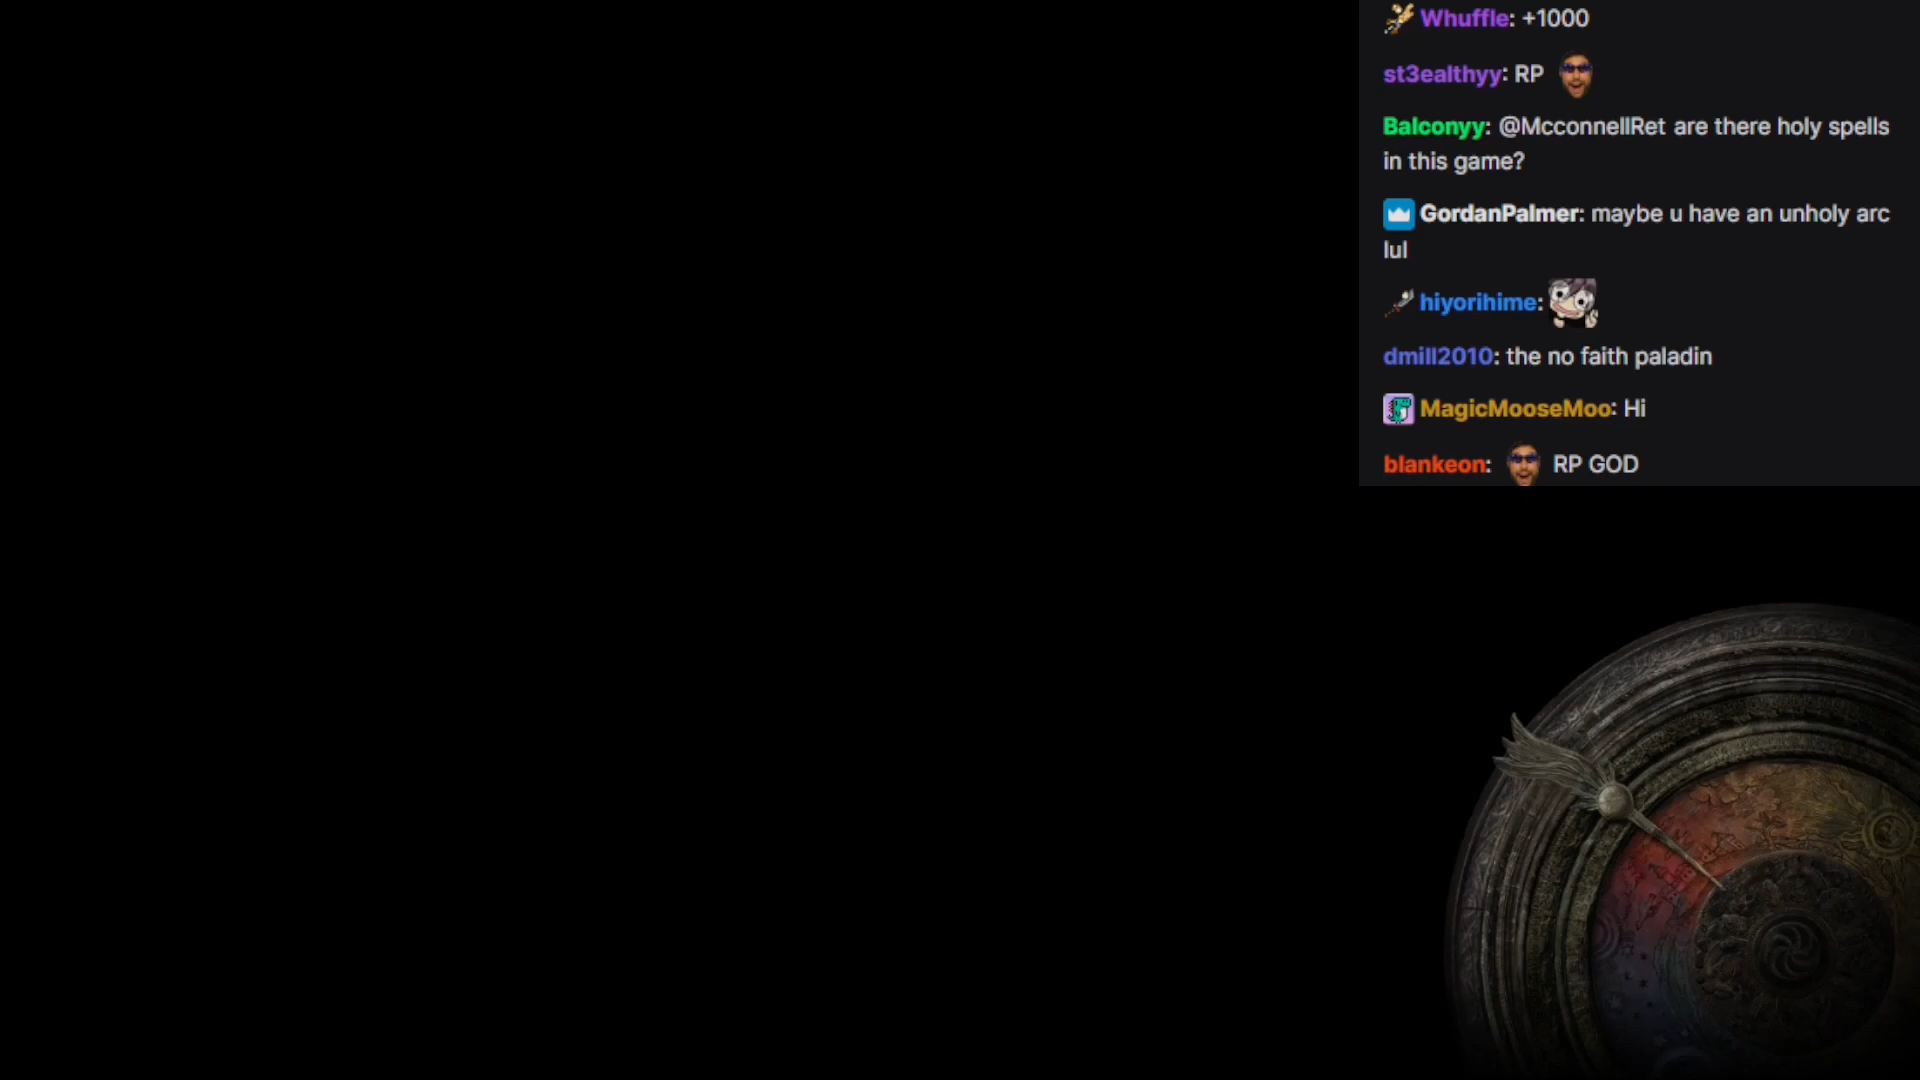 Whuffle: +1000
st3ealthyy: RP
Balconyy: @McconnellRet are there holy spells
in this game?
GordanPalmer: maybe u have an unholy arc
lul
hiyorihime:
dmill2010: the no faith paladin
MagicMooseMoo: Hi
blankeon: RP GOD